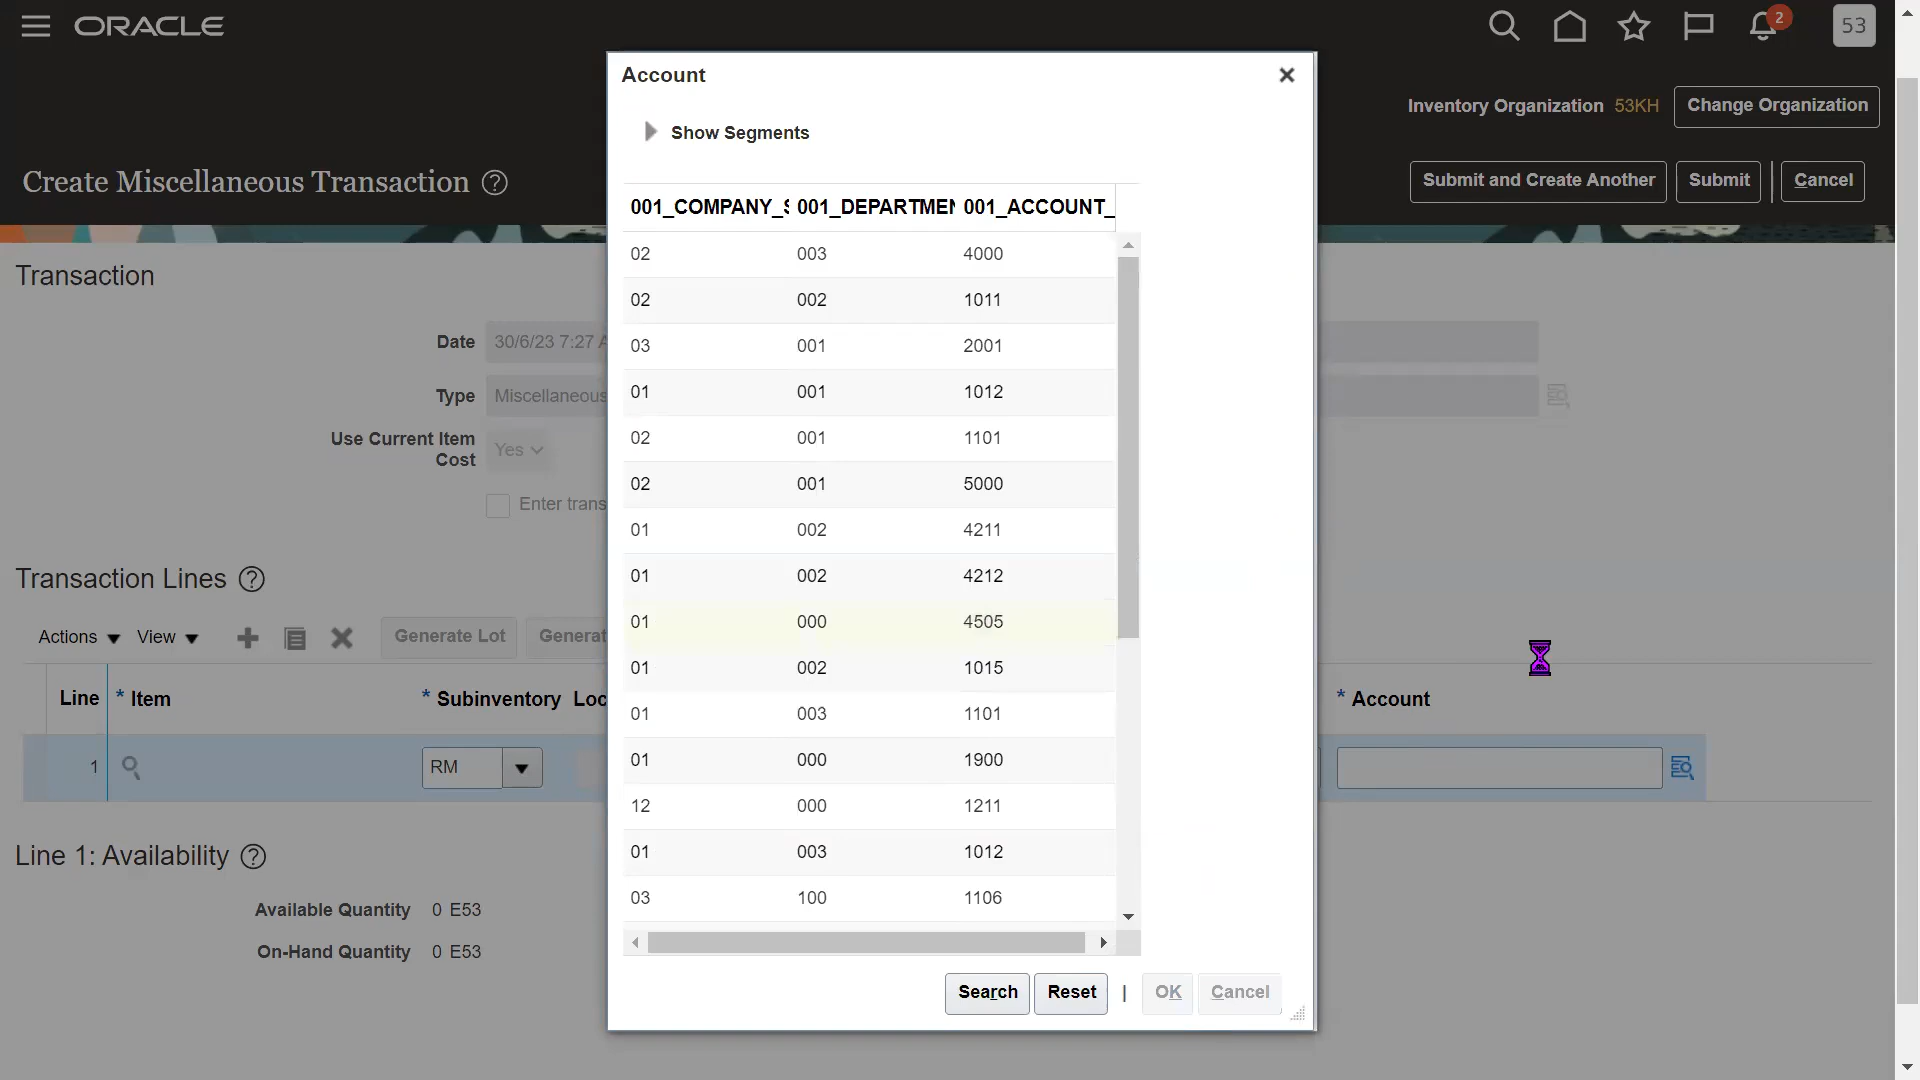 ORACLE
2
53
Inventory Organization 53KH Change Organization
Create Miscellaneous Transaction ?
Submit and Create Another Submit Cancel
Transaction
Date 30/6/23 7:27
Type Miscellaneous
Use Current Item
Cost
Yes
Enter trans
Transaction Lines ?
Actions View Generate Lot Generat
Line * Item * Subinventory Loc * Account
1 RM
Line 1: Availability ?
Available Quantity 0 E53
On-Hand Quantity 0 E53
Account
Show Segments
001_COMPANY_S 001_DEPARTMEN 001_ACCOUNT_
02 003 4000
02 002 1011
03 001 2001
01 001 1012
02 001 1101
02 001 5000
01 002 4211
01 002 4212
01 000 4505
01 002 1015
01 003 1101
01 000 1900
12 000 1211
01 003 1012
03 100 1106
Search Reset | OK Cancel